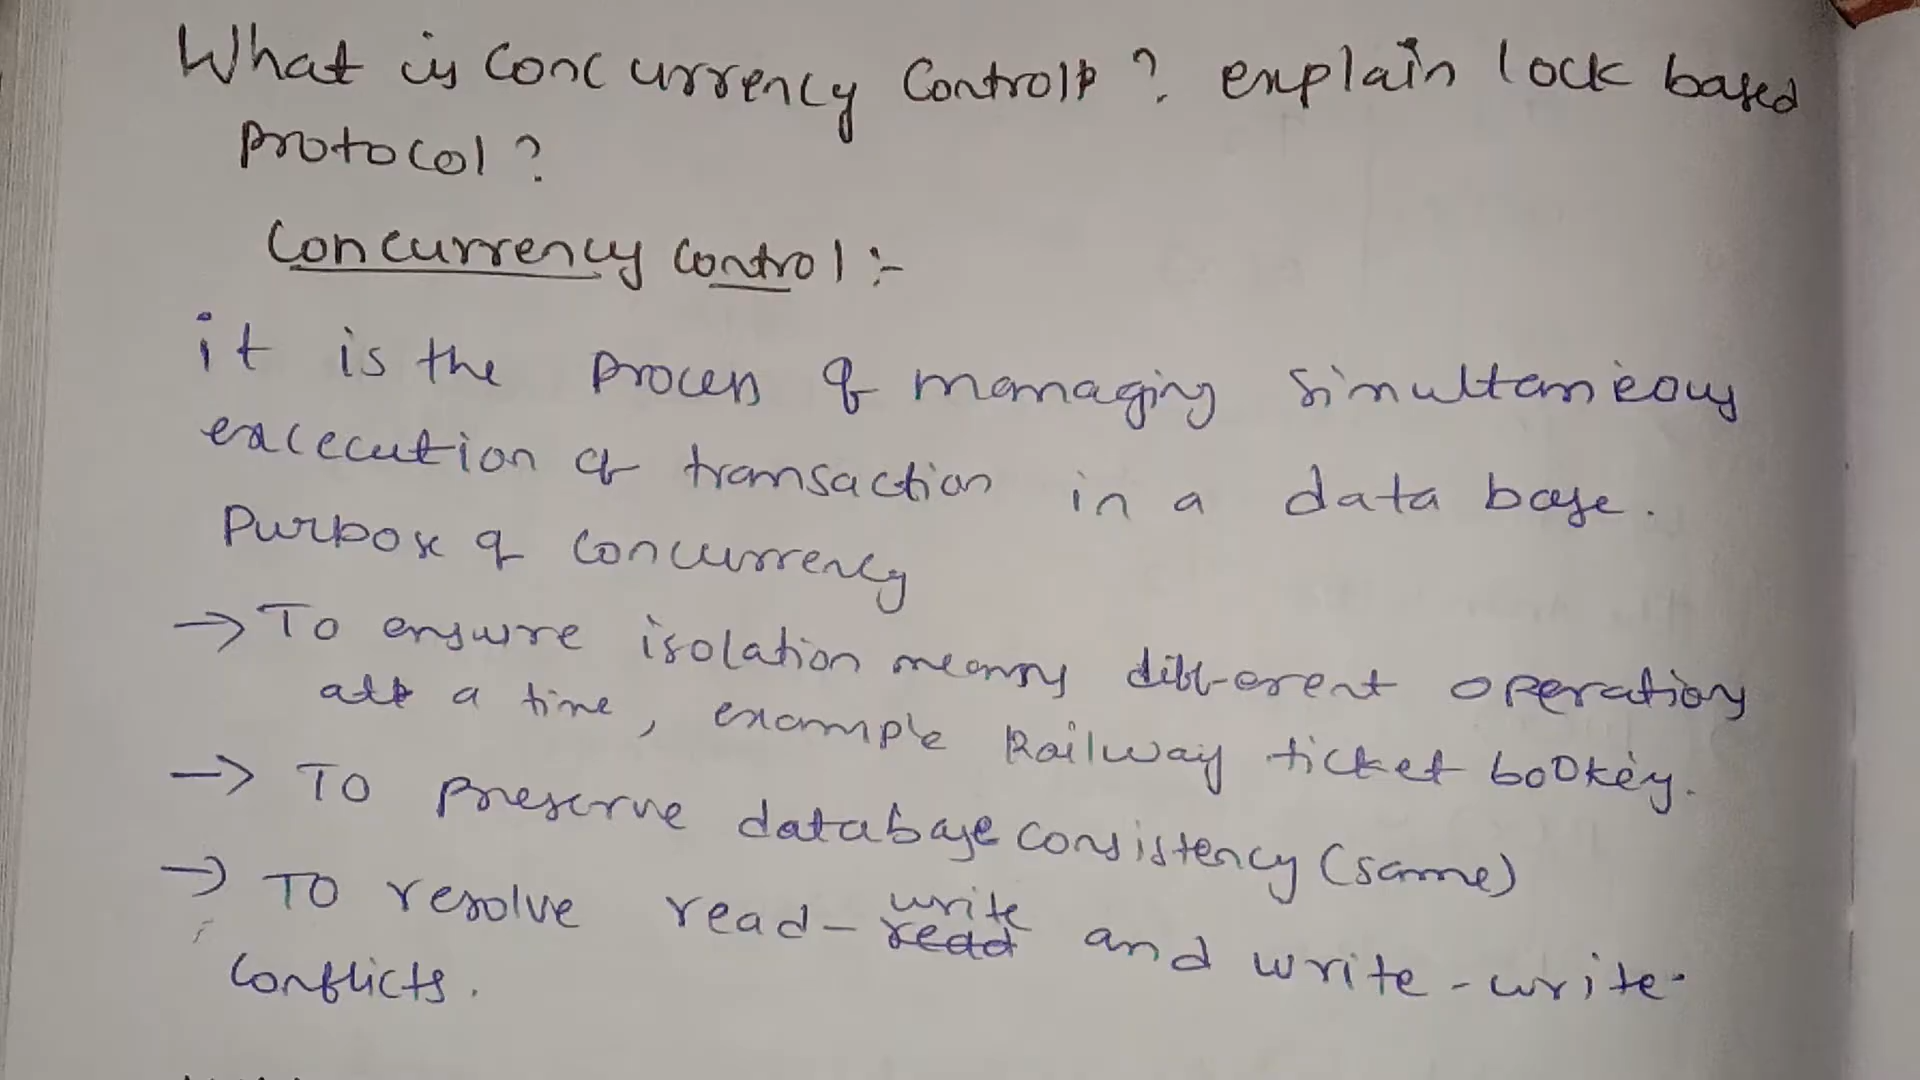 What is Concurrency Control ? explain lock based
protocol ?
Concurrency Control :-
it is the process of managing simultaneous
excecution of transaction in a data base.
Purpose of Concurrency
→ To ensure isolation means different operations
at a time, example Railway ticket booking.
→ To preserve database consistency (same)
→ To resolve read-write and write-write-
Conflicts.